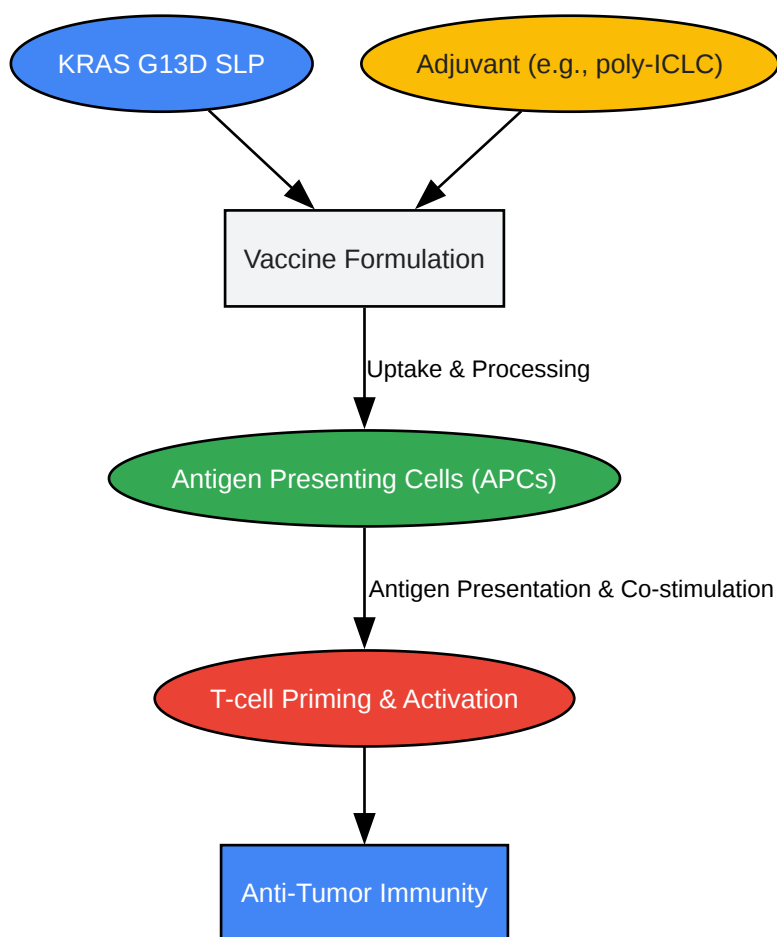 KRAS G13D SLP
Adjuvant (e.g., poly-ICLC)
Vaccine Formulation
Uptake & Processing
Antigen Presenting Cells (APCs)
Antigen Presentation & Co-stimulation
T-cell Priming & Activation
Anti-Tumor Immunity